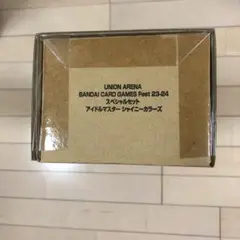 UNION ARENA
BANDAI CARD GAMES Fest 23-24
スペシャルセット
アイドルマスター シャイニーカラーズ